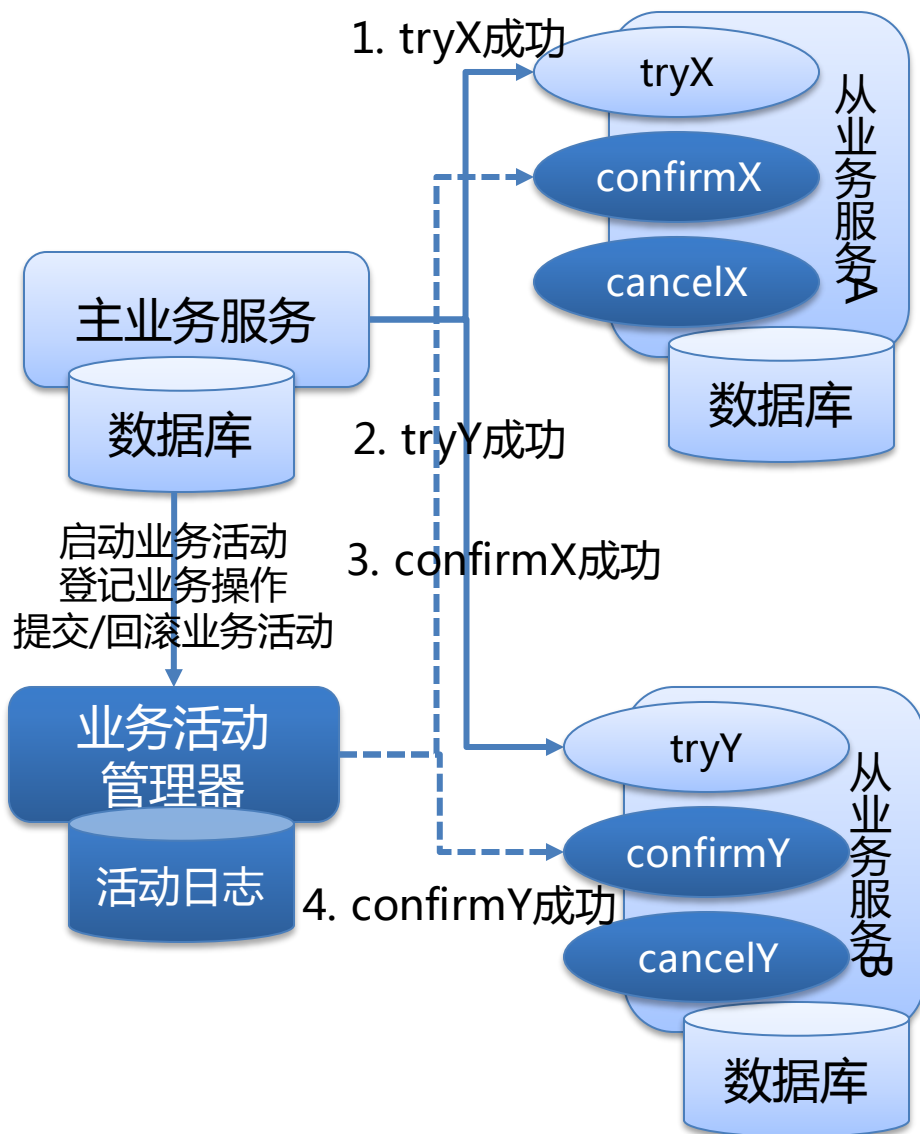 1. tryX成功
tryX
confirmX
cancelX
从业务服务A
数据库
主业务服务
数据库
2. tryY成功
启动业务活动
登记业务操作
提交/回滚业务活动
3. confirmX成功
业务活动
管理器
活动日志
tryY
confirmY
cancelY
从业务服务B
数据库
4. confirmY成功